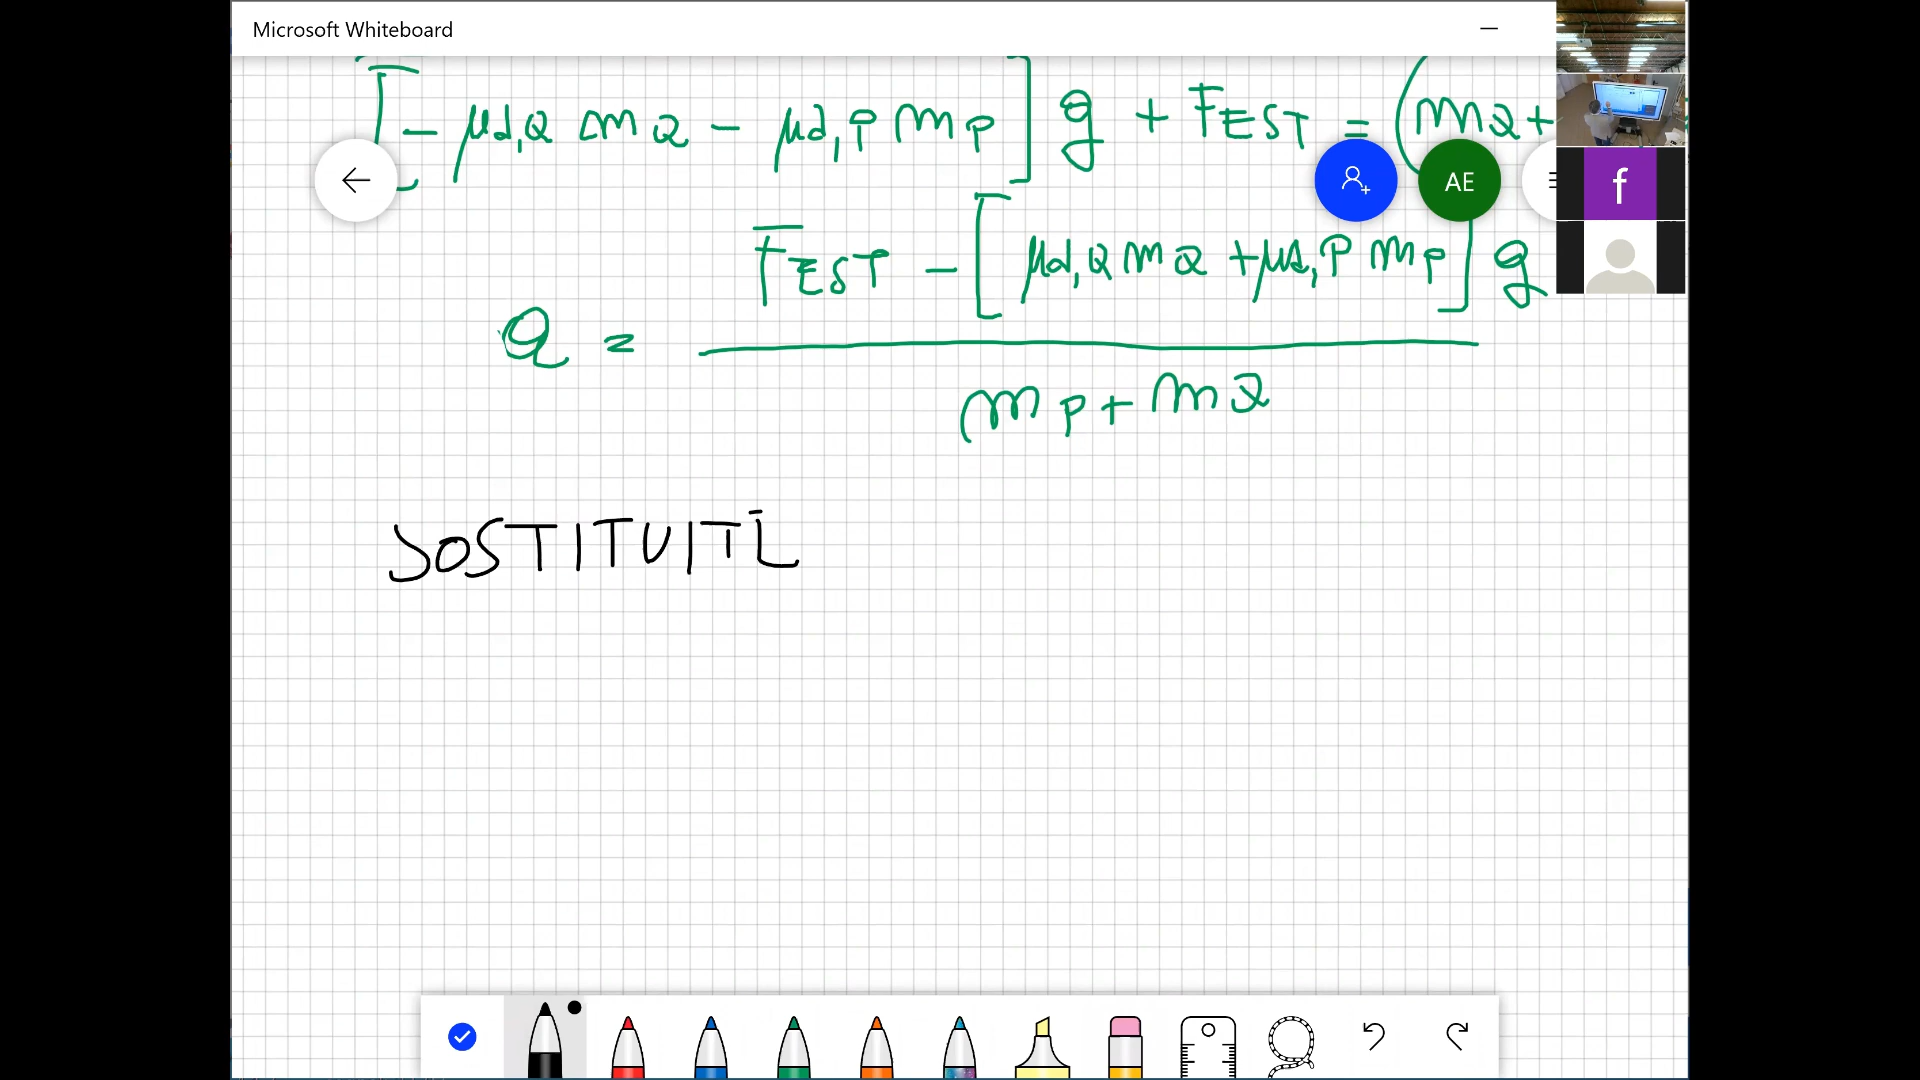 Microsoft Whiteboard
[- μd,Q mQ - μd,P mP] g + FEST = (mQ+
AE
f
a = FEST - [μd,Q mQ + μd,P mP] g
mP + mQ
SOSTITUITE